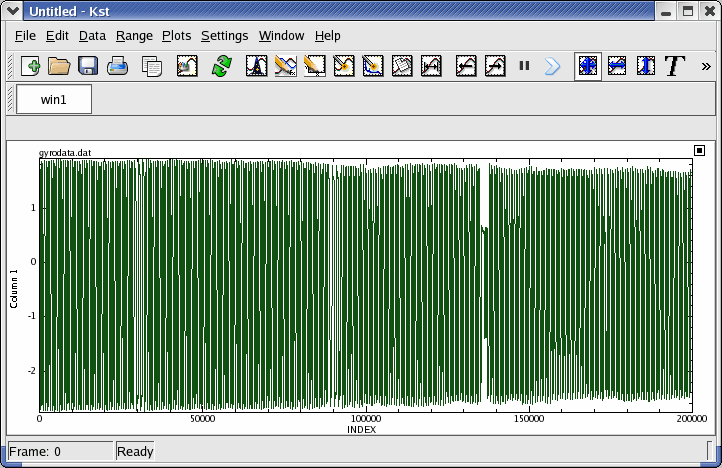 Untitled - Kst
File Edit Data Range Plots Settings Window Help
T »
win1
gyrodata.dat
1
0
-1
-2
Column 1
0 50000 100000 150000 200000
INDEX
Frame: 0 Ready